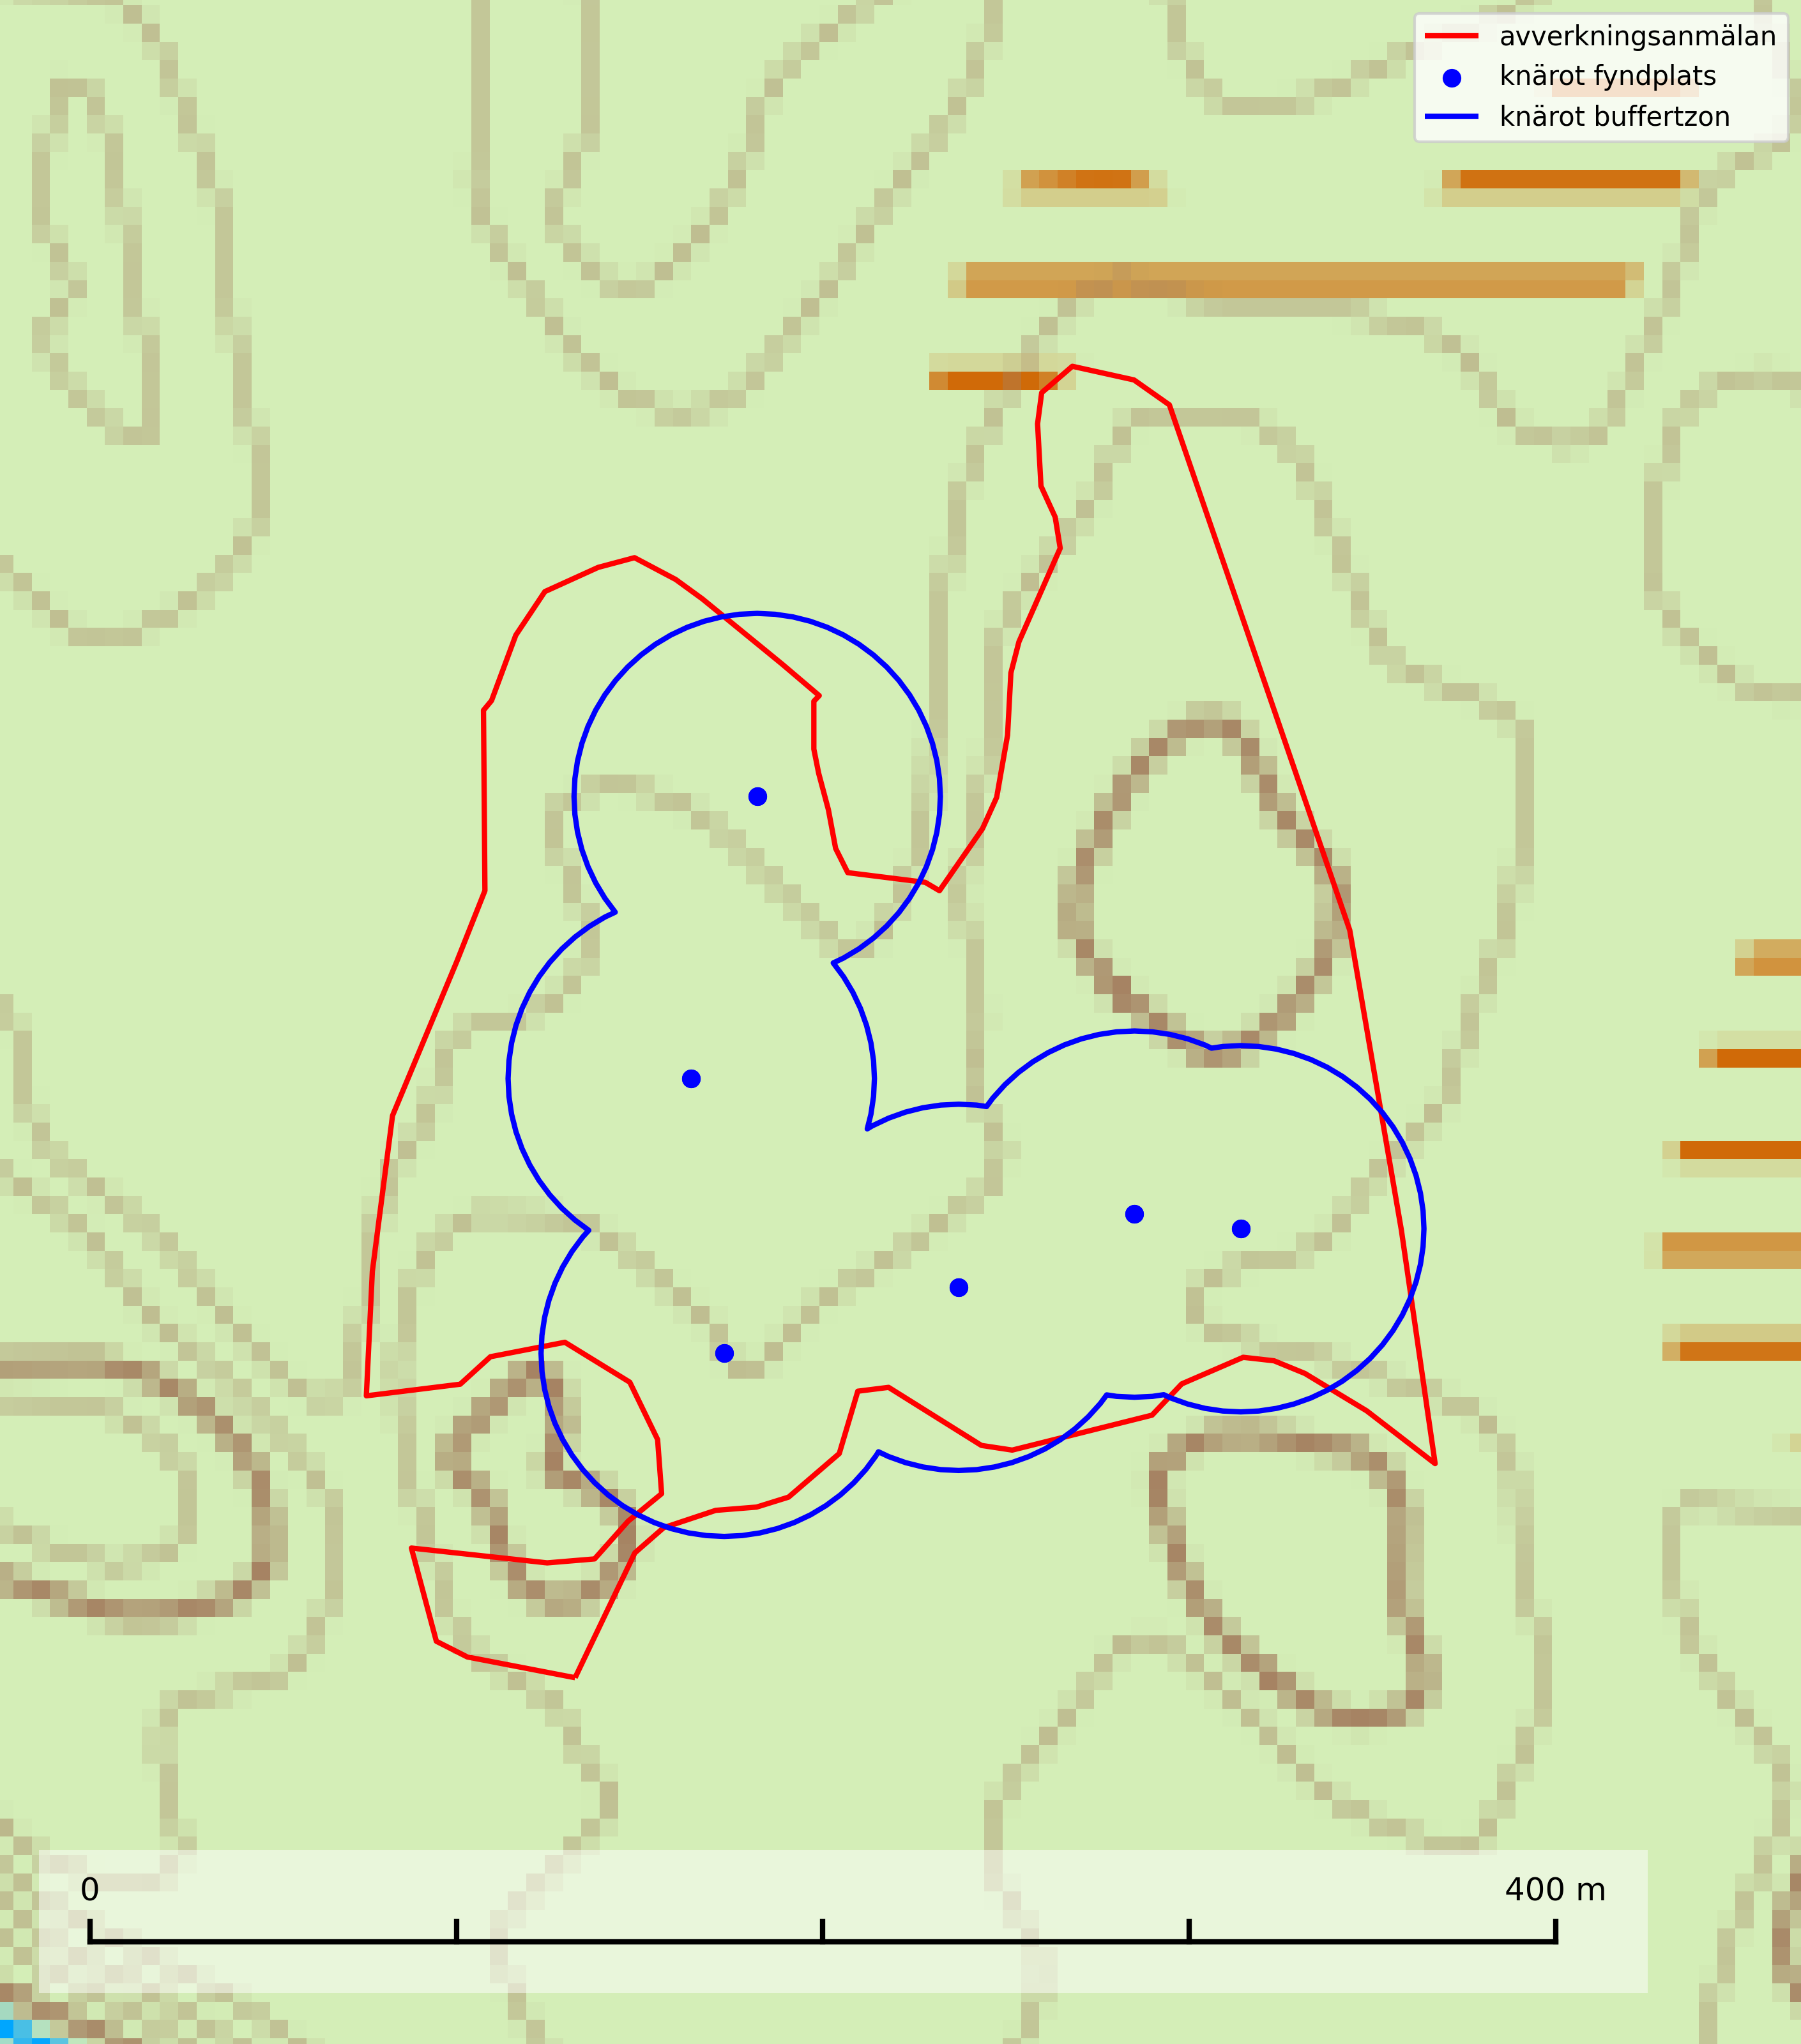 avverkningsanmälan
knärot fyndplats
knärot buffertzon
0
400 m